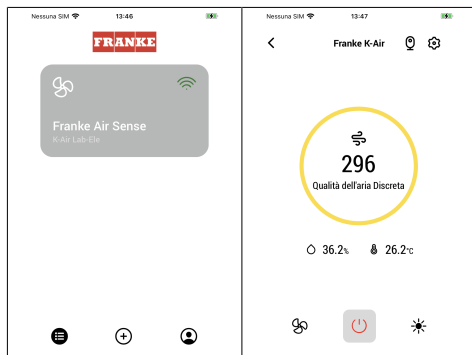 Nessuna SIM 13:46
FRANKE
Franke Air Sense
K-Air Lab-Ele
Nessuna SIM 13:47
Franke K-Air
296
Qualità dell'aria Discreta
36.2% 26.2°C